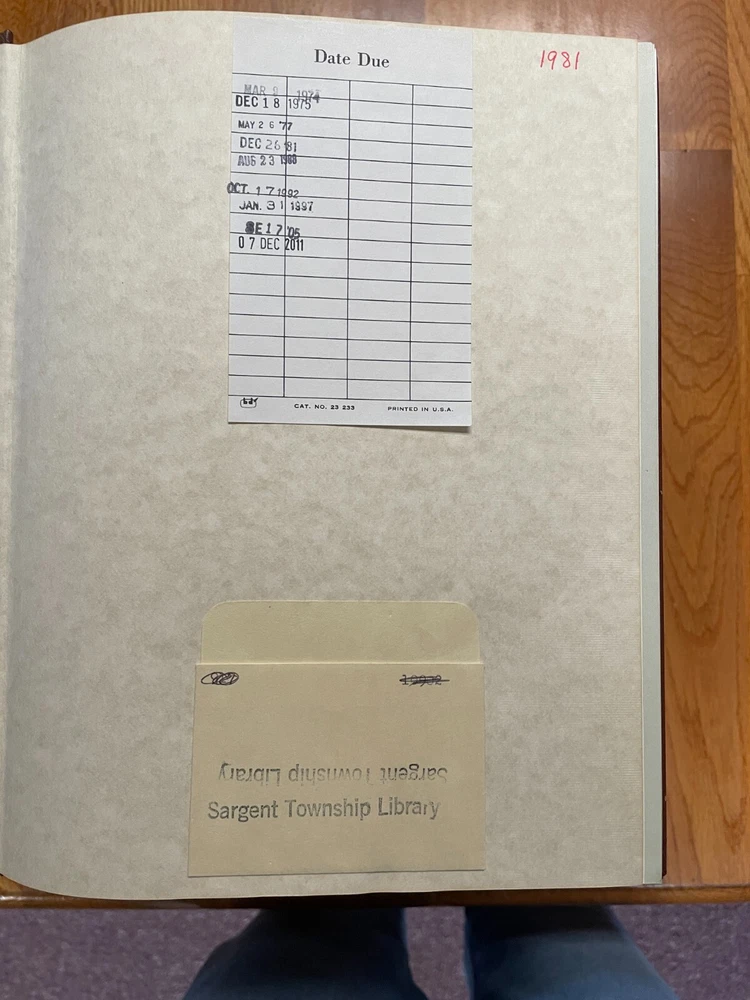 Date Due
1981
MAR 9 1974
DEC 18 1975
MAY 26 '77
DEC 26 '81
AUG 23 1988
OCT. 17 1992
JAN. 31 1997
SE 17 '05
07 DEC 2011
CAT. NO. 23 233 PRINTED IN U.S.A.
Sargent Township Library
Sargent Township Library